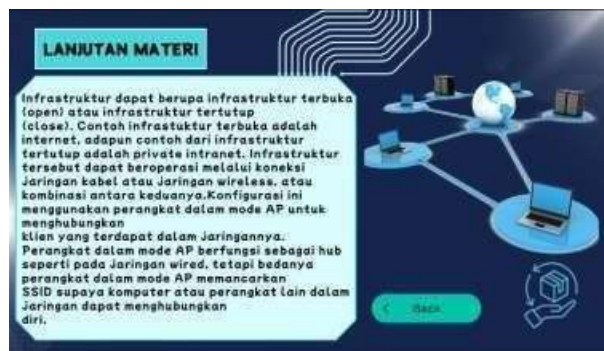 LANJUTAN MATERI
Infrastruktur dapat berupa infrastruktur terbuka
(open) atau infrastruktur tertutup
(close). Contoh infrastuktur terbuka adalah
internet, adapun contoh dari infrastruktur
tertutup adalah private intranet. Infrastruktur
tersebut dapat beroperasi melalui koneksi
Jaringan kabel atau Jaringan wireless, atau
kombinasi antara keduanya.Konfigurasi ini
menggunakan perangkat dalam mode AP untuk
menghubungkan
klien yang terdapat dalam Jaringannya.
Perangkat dalam mode AP berfungsi sebagai hub
seperti pada Jaringan wired, tetapi bedanya
perangkat dalam mode AP memancarkan
SSID supaya komputer atau perangkat lain dalam
Jaringan dapat menghubungkan
diri.
Back